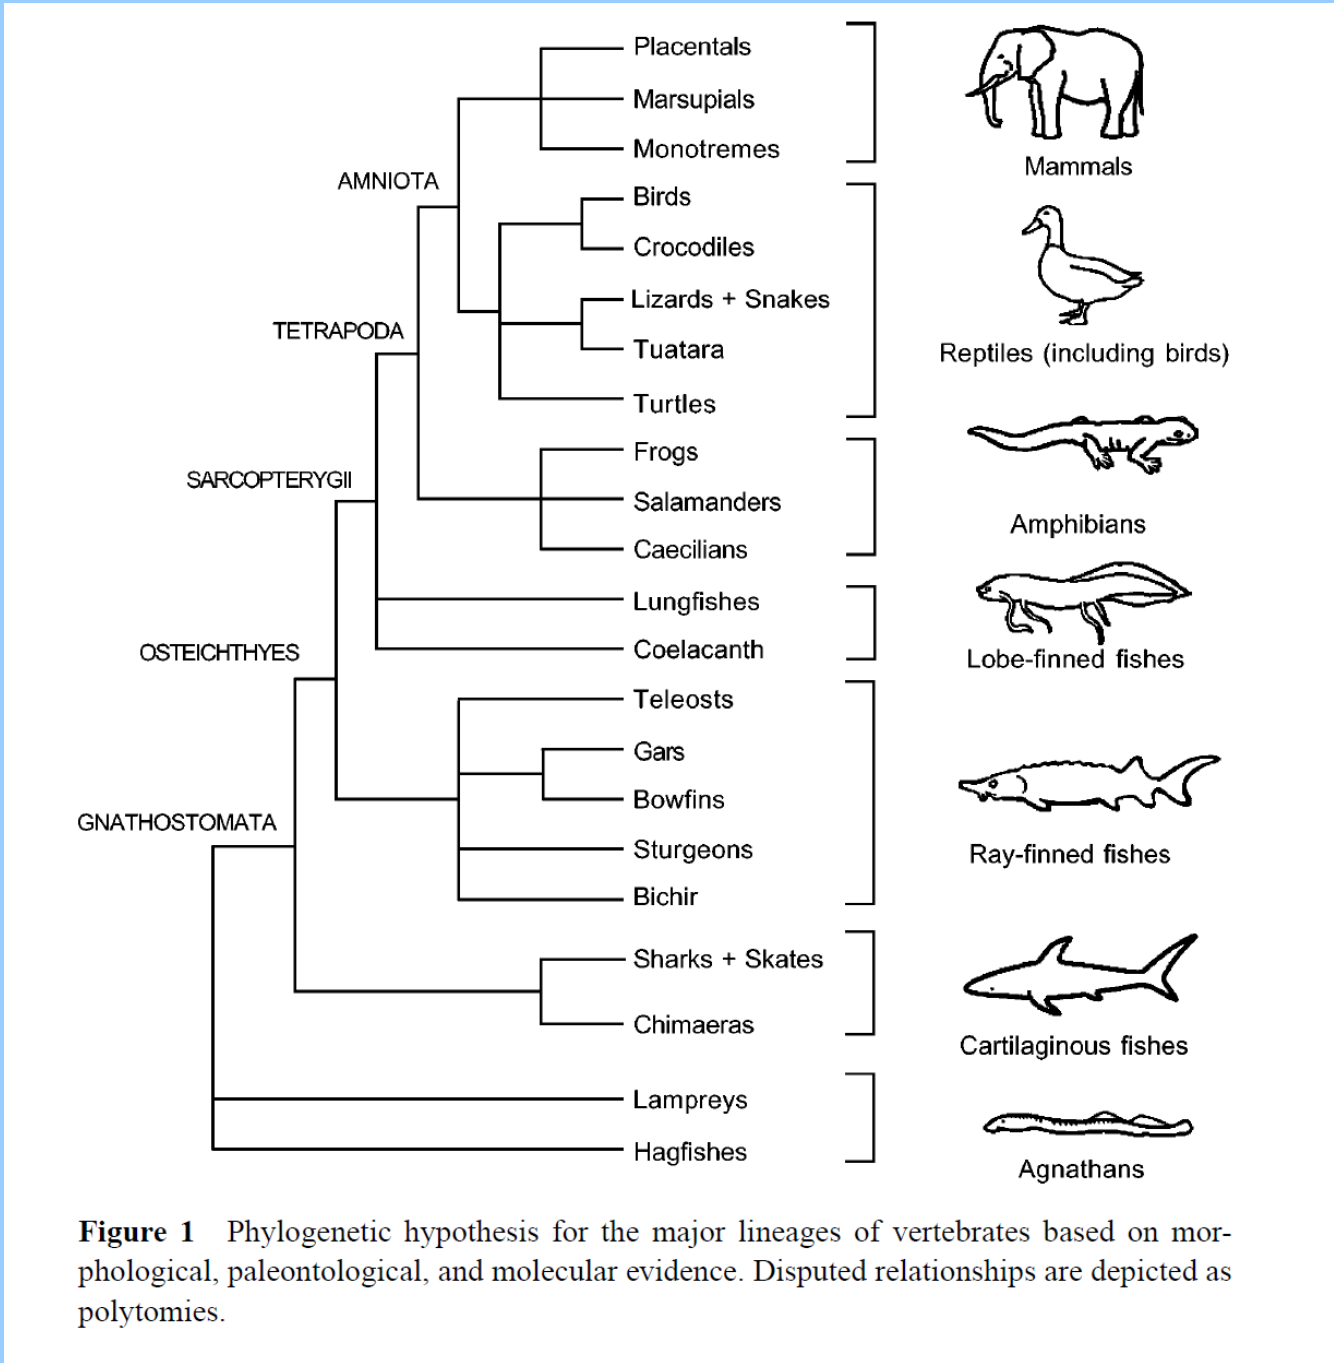 Placentals
Marsupials
Monotremes
Mammals
AMNIOTA
Birds
Crocodiles
Lizards + Snakes
Tuatara
Turtles
Reptiles (including birds)
TETRAPODA
Frogs
Salamanders
Caecilians
Amphibians
SARCOPTERYGII
Lungfishes
Coelacanth
Lobe-finned fishes
OSTEICHTHYES
Teleosts
Gars
Bowfins
Sturgeons
Bichir
Ray-finned fishes
GNATHOSTOMATA
Sharks + Skates
Chimaeras
Cartilaginous fishes
Lampreys
Hagfishes
Agnathans
Figure 1 Phylogenetic hypothesis for the major lineages of vertebrates based on mor-
phological, paleontological, and molecular evidence. Disputed relationships are depicted as
polytomies.